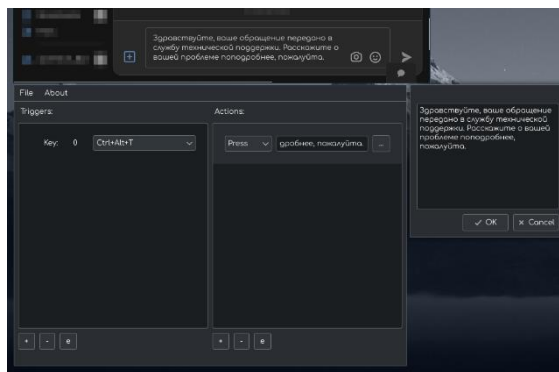 Здравствуйте, ваше обращение передано в
службу технической поддержки. Расскажите о
вашей проблеме поподробнее, пожалуйста.
File About
Triggers:
Actions:
Key: 0 Ctrl+Alt+T
Press дробнее, пожалуйста. ...
+ - e
+ - e
Здравствуйте, ваше обращение
передано в службу технической
поддержки. Расскажите о вашей
проблеме поподробнее,
пожалуйста.
OK Cancel